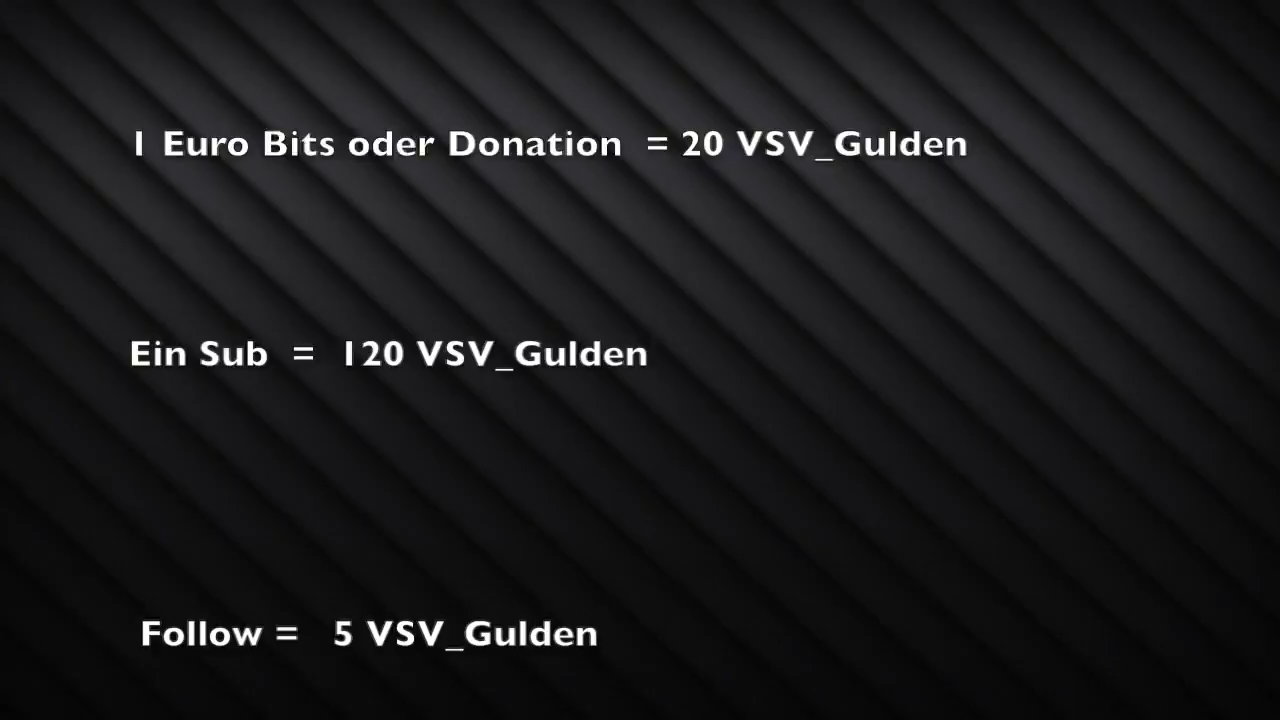 1 Euro Bits oder Donation = 20 VSV_Gulden
Ein Sub = 120 VSV_Gulden
Follow = 5 VSV_Gulden